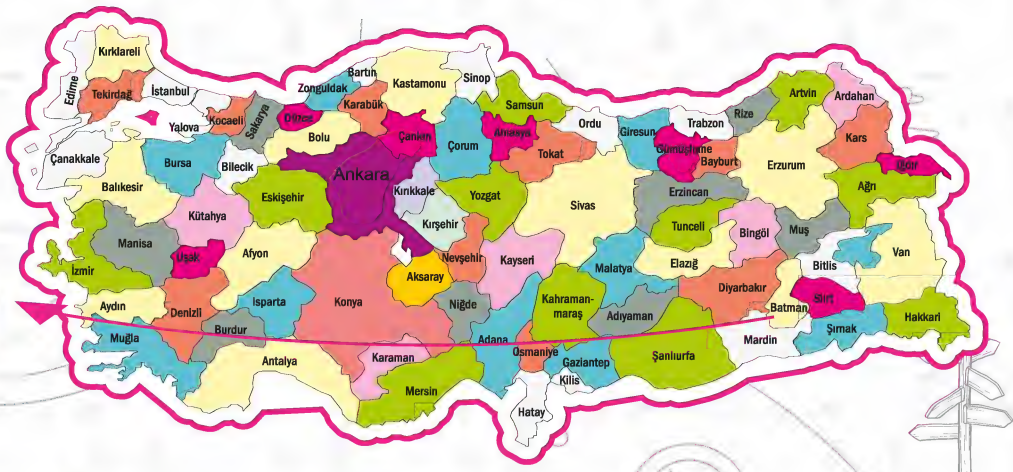 Kırklareli
Edirne
Tekirdağ
İstanbul
Yalova
Kocaeli
Sakarya
Düzce
Zonguldak
Bartın
Karabük
Kastamonu
Sinop
Samsun
Ordu
Giresun
Trabzon
Rize
Artvin
Ardahan
Çanakkale
Balıkesir
Bursa
Bilecik
Bolu
Çankırı
Çorum
Amasya
Tokat
Gümüşhane
Bayburt
Erzurum
Kars
Iğdır
Ağrı
Kütahya
Eskişehir
Ankara
Kırıkkale
Kırşehir
Yozgat
Sivas
Erzincan
Tuncell
Bingöl
Muş
Manisa
İzmir
Uşak
Afyon
Konya
Aksaray
Nevşehir
Kayseri
Malatya
Elazığ
Diyarbakır
Bitlis
Van
Aydın
Denizli
Isparta
Burdur
Niğde
Kahraman-
maraş
Adıyaman
Batman
Siirt
Şırnak
Hakkari
Muğla
Antalya
Karaman
Mersin
Adana
Osmaniye
Gaziantep
Kilis
Hatay
Şanlıurfa
Mardin